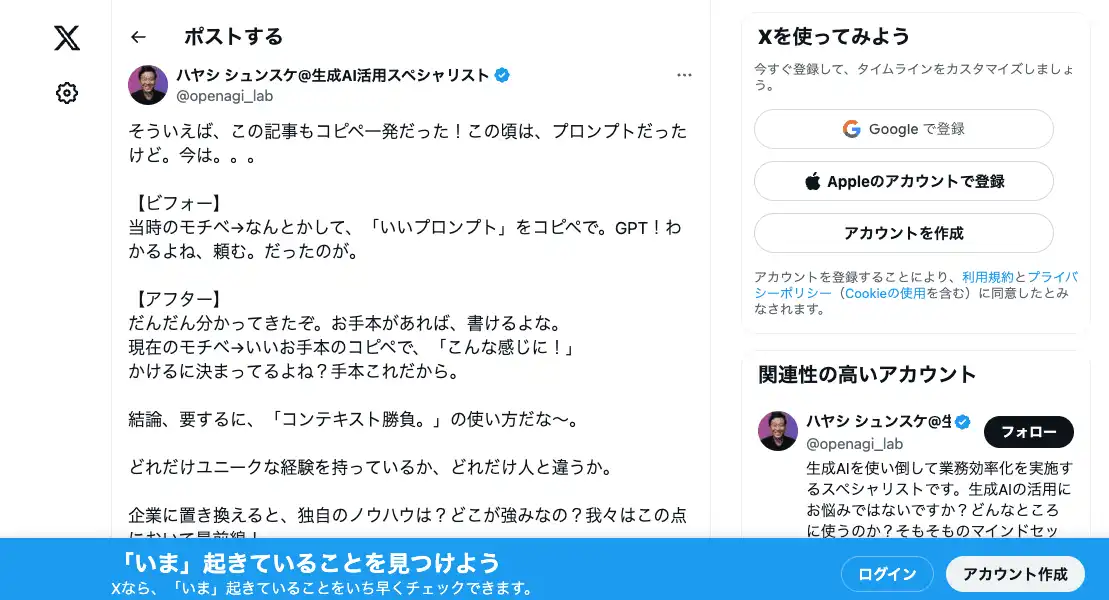 ポストする
ハヤシ シュンスケ@生成AI活用スペシャリスト
@openagi_lab
そういえば、この記事もコピペ一発だった！この頃は、プロンプトだった
けど。今は。。。
【ビフォー】
当時のモチベ→なんとかして、「いいプロンプト」をコピペで。GPT！わ
かるよね、頼む。だったのが。
【アフター】
だんだん分かってきたぞ。お手本があれば、書けるよな。
現在のモチベ→いいお手本のコピペで、「こんな感じに！」
かけるに決まってるよね？手本これだから。
結論、要するに、「コンテキスト勝負。」の使い方だな〜。
どれだけユニークな経験を持っているか、どれだけ人と違うか。
企業に置き換えると、独自のノウハウは？どこが強みなの？我々はこの点
において最前線！
Xを使ってみよう
今すぐ登録して、タイムラインをカスタマイズしましょ
う。
Google で登録
Appleのアカウントで登録
アカウントを作成
アカウントを登録することにより、利用規約とプライバ
シーポリシー（Cookieの使用を含む）に同意したとみ
なされます。
関連性の高いアカウント
ハヤシ シュンスケ@生
@openagi_lab
フォロー
生成AIを使い倒して業務効率化を実施す
るスペシャリストです。生成AIの活用に
お悩みではないですか？どんなところ
に使うのか？そもそものマインドセッ
「いま」起きていることを見つけよう
Xなら、「いま」起きていることをいち早くチェックできます。
ログイン
アカウント作成